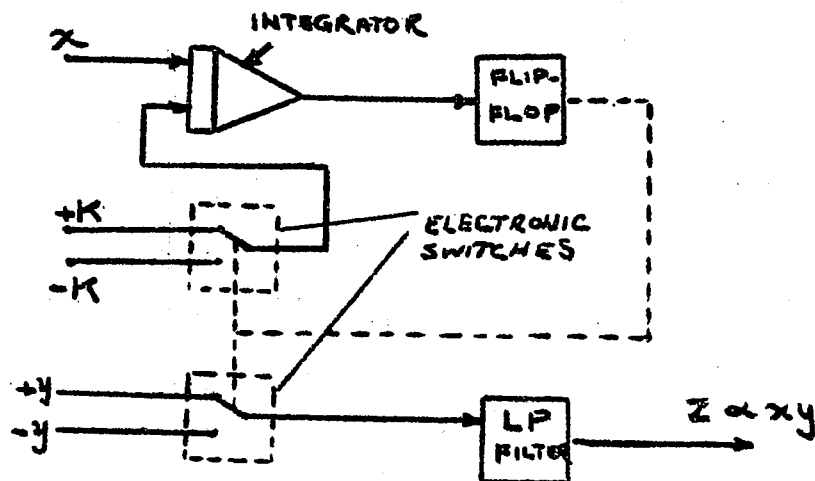 INTEGRATOR
x
FLIP-
FLOP
+K
-K
ELECTRONIC
SWITCHES
+y
-y
LP
FILTER
Z ∝ xy